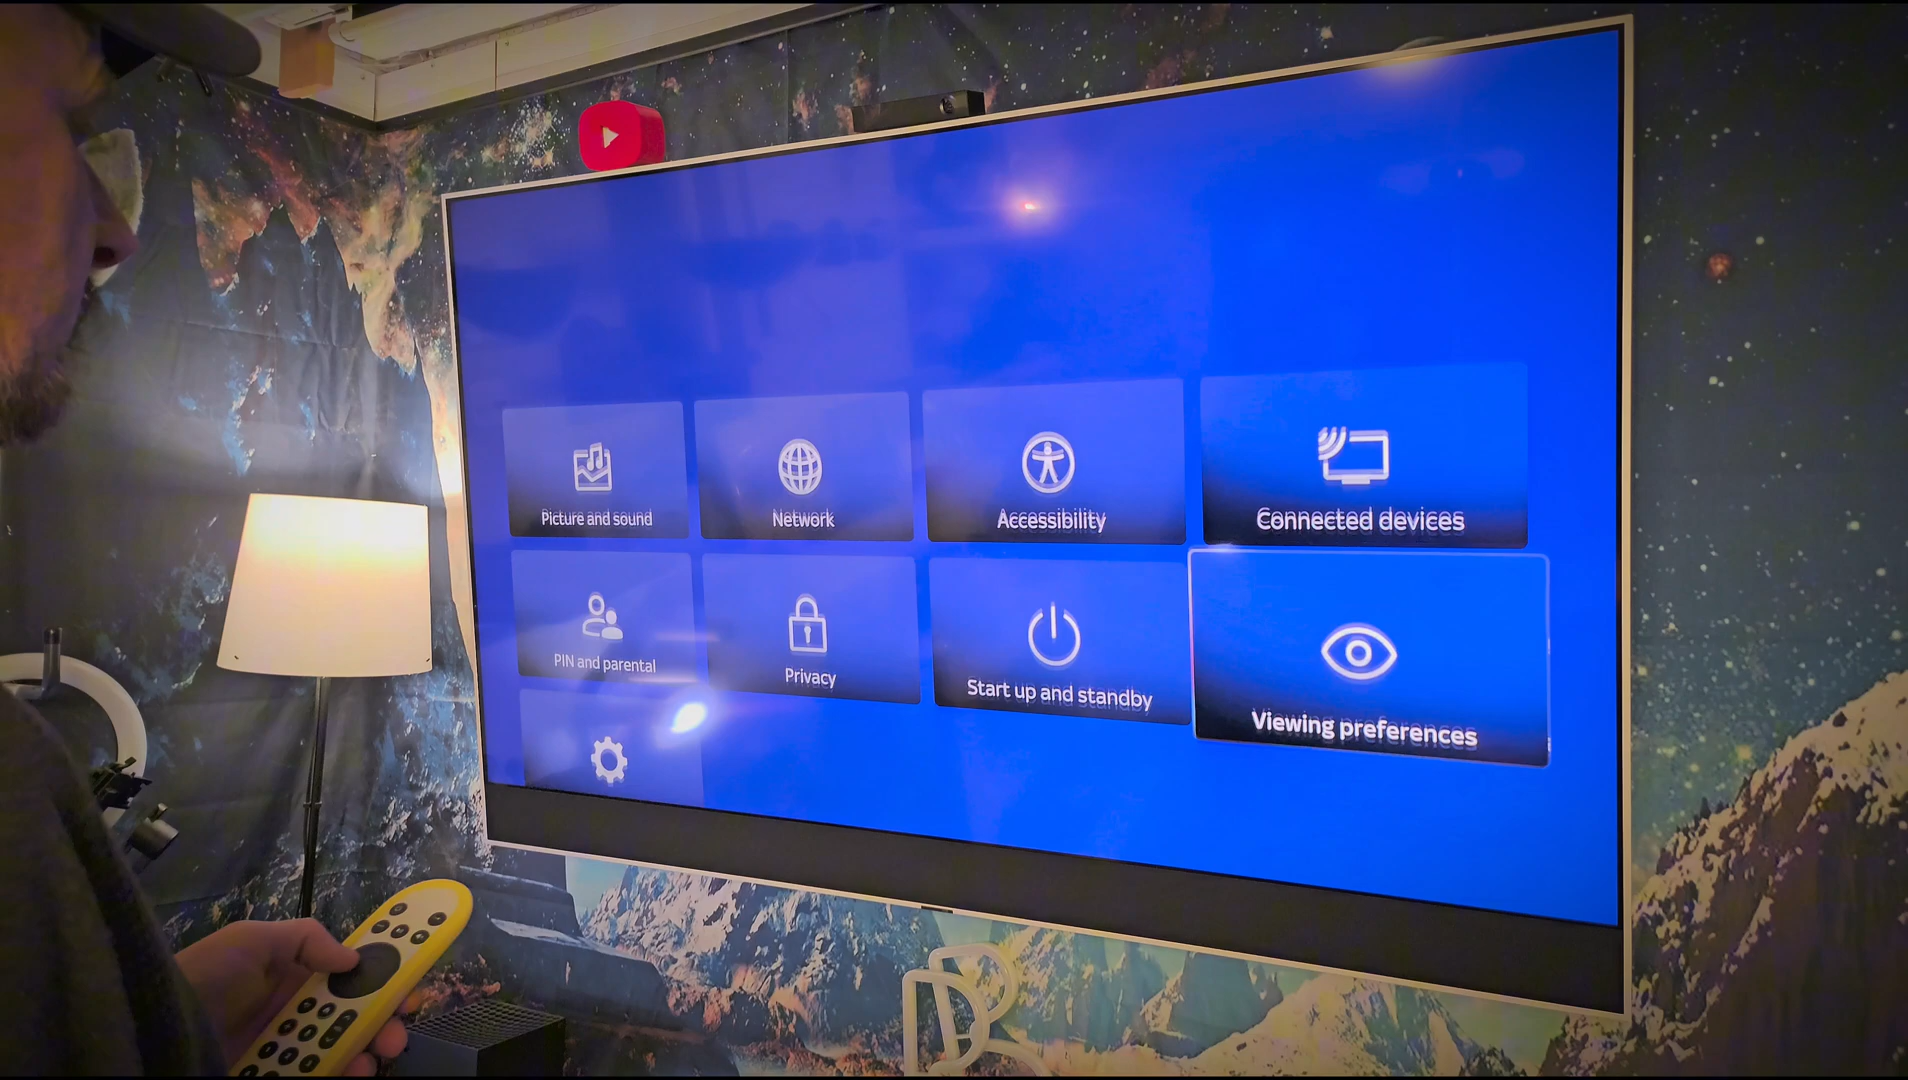 Picture and sound
Network
Accessibility
Connected devices
PIN and parental
Privacy
Start up and standby
Viewing preferences